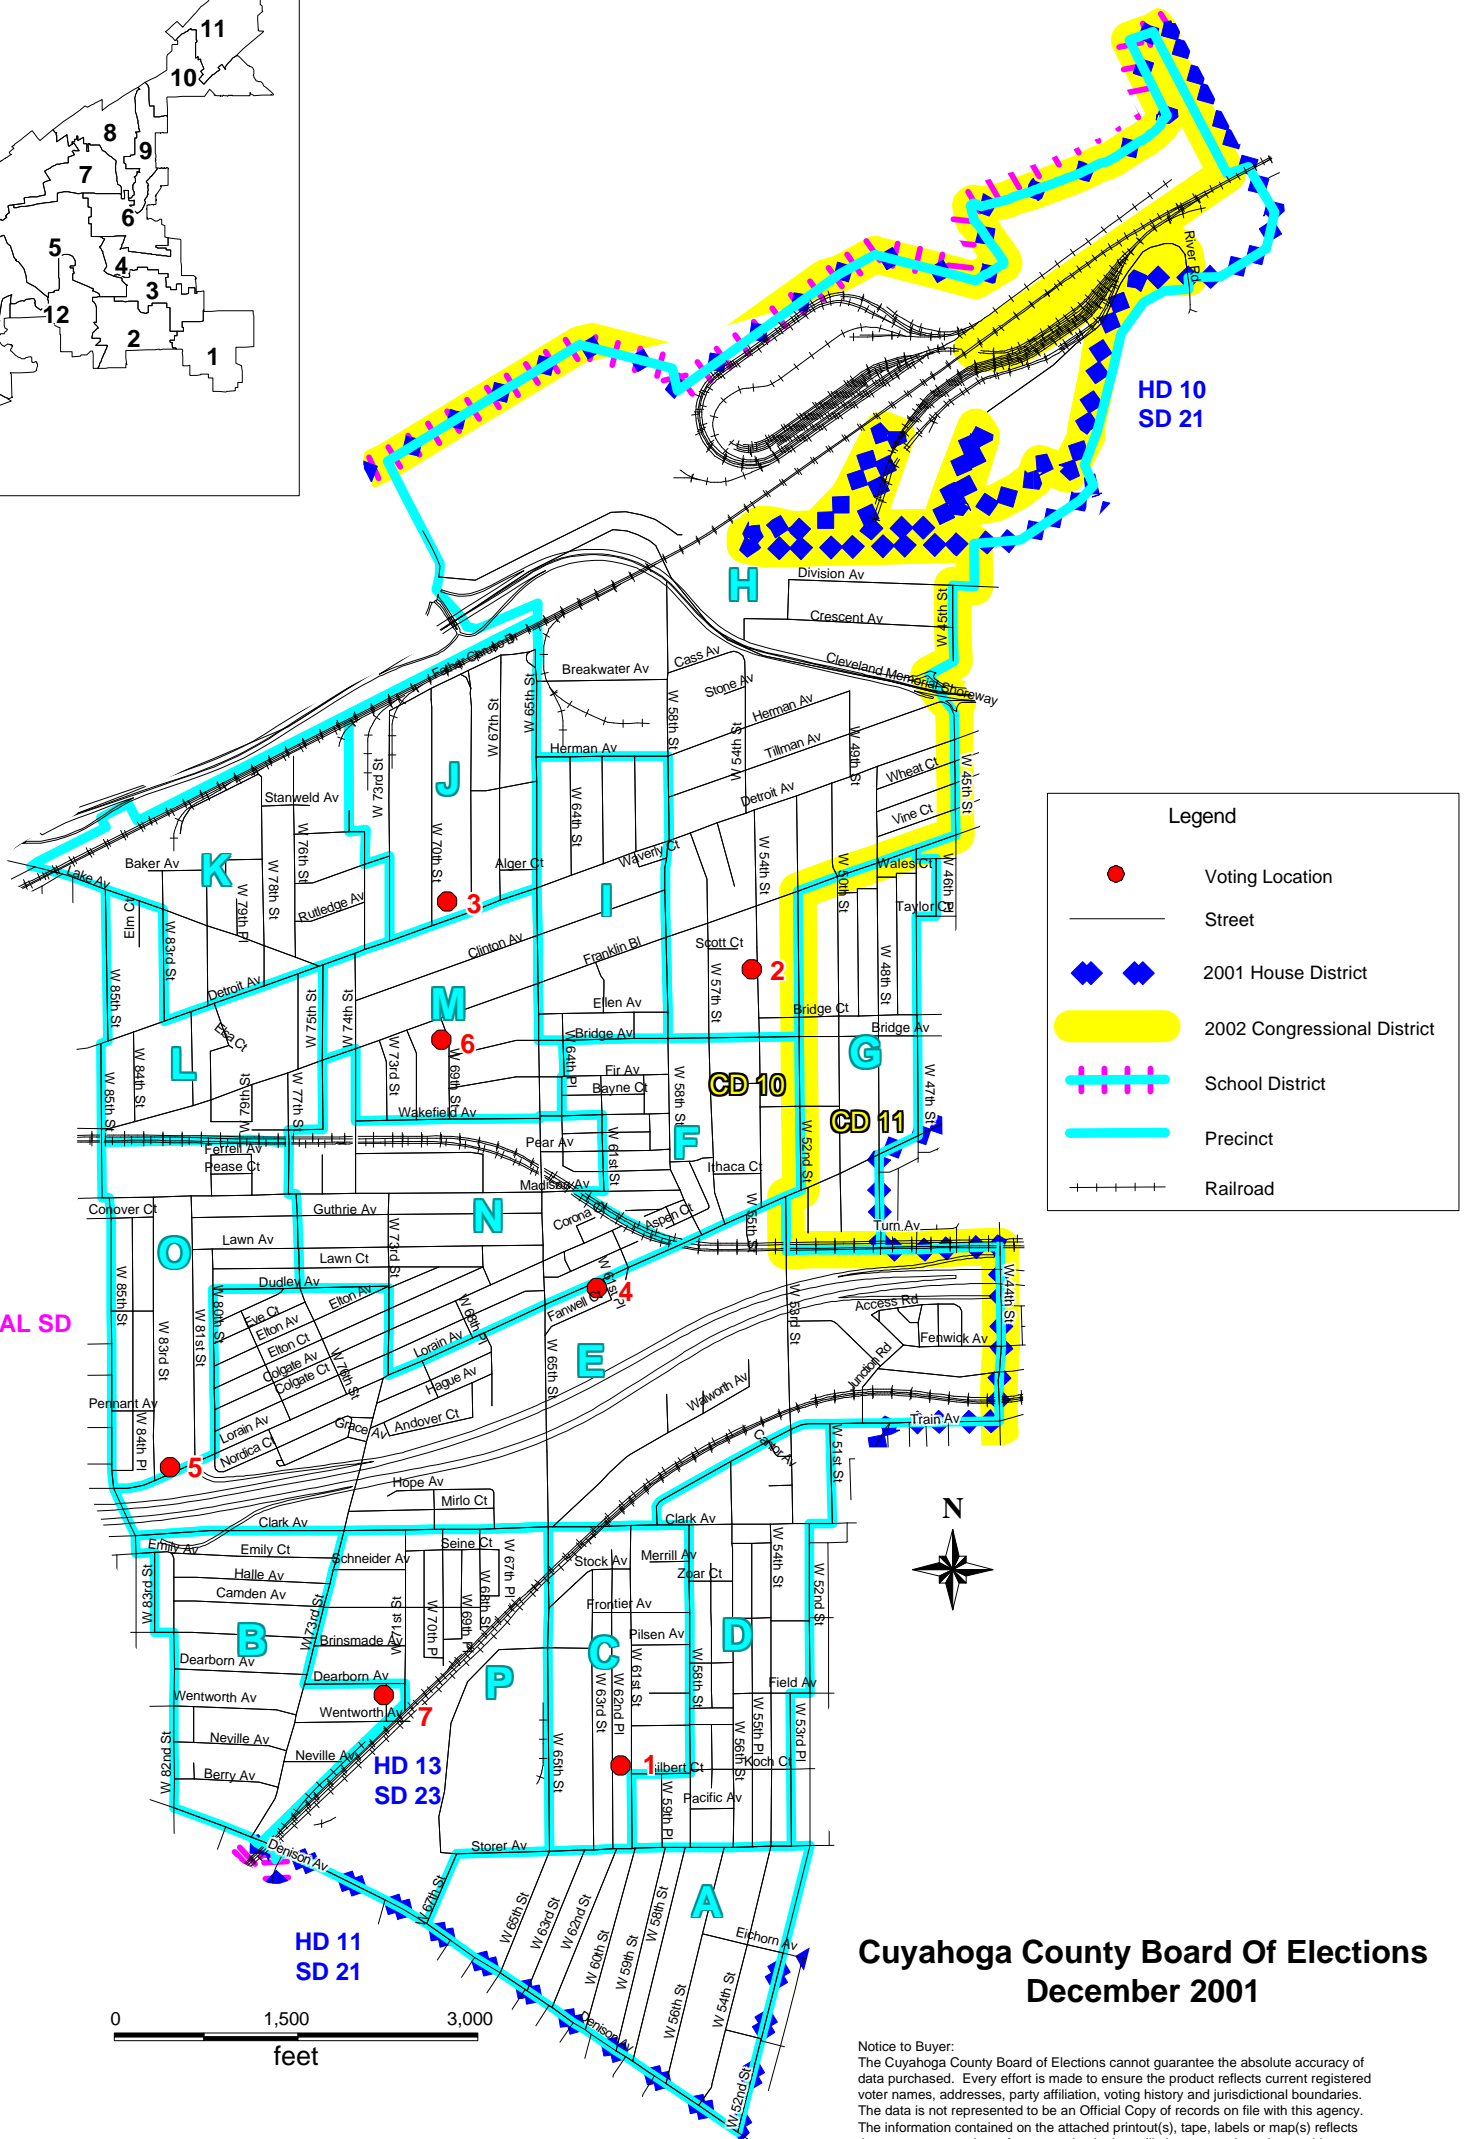 11
10
8
9
7
6
5
4
3
12
2
1
River Rd
HD 10
SD 21
H
Division Av
Crescent Av
W 45th St
Cleveland Memorial Shoreway
Breakwater Av
Cass Av
Stone Av
W 67th St
W 65th St
W 58th St
Herman Av
Herman Av
W 54th St
Tillman Av
W 49th St
Wheat Ct
Detroit Av
Vine Ct
W 45th St
J
W 73rd St
Stanweld Av
W 76th St
W 70th St
W 64th St
Alger Ct
Waverly Ct
Baker Av
K
Lake Av
W 78th St
W 79th Pl
Rutledge Av
Elm Ct
W 83rd St
3
I
W 54th St
W 50th St
Wales Ct
W 46th Pl
Taylor Ct
Clinton Av
Franklin Bl
Scott Ct
2
W 57th St
W 48th St
Detroit Av
W 85th St
W 75th St
W 74th St
M
Ellen Av
Bridge Av
Bridge Ct
Bridge Av
Elsa Ct
L
6
G
W 84th St
W 85th St
W 79th St
W 77th St
W 73rd St
W 69th St
W 64th Pl
Fir Av
Bayne Ct
W 58th St
CD 10
CD 11
W 47th St
Wakefield Av
Ferrell Av
Pease Ct
Pear Av
W 61st St
F
W 52nd St
Ithaca Ct
Madison Av
Conover Ct
Guthrie Av
N
Corona Ct
Aspen Ct
W 55th St
Turn Av
O
Lawn Av
Lawn Ct
W 73rd St
Dudley Av
Elton Av
W 85th St
W 83rd St
W 81st St
W 80th St
Eve Ct
Elton Av
Elton Ct
Colgate Av
Colgate Ct
W 76th St
Lorain Av
W 68th Pl
W 61st Pl
4
Fanwell Ct
W 53rd St
Access Rd
Fenwick Av
W 44th St
Junction Rd
AL SD
E
W 65th St
Hague Av
Andover Ct
Grace Av
Walworth Av
Pennant Av
W 84th Pl
Lorain Av
Nordica Ct
5
Train Av
W 51st St
Hope Av
Mirlo Ct
Clark Av
Clark Av
Emily Av
Emily Ct
Schneider Av
Seine Ct
W 67th Pl
Stock Av
Merrill Av
Zoar Ct
W 54th St
W 52nd St
W 83rd St
Halle Av
Camden Av
W 73rd St
W 71st St
W 70th P
W 69th Pl
W 68th St
Frontier Av
Pilsen Av
B
Brinsmade Av
Dearborn Av
Dearborn Av
C
D
P
W 63rd St
W 62nd Pl
W 61st St
W 58th St
Field Av
Wentworth Av
Wentworth Av
7
W 55th Pl
W 56th St
W 53rd Pl
Neville Av
Neville Av
W 82nd St
Berry Av
HD 13
SD 23
W 65th St
1
Gilbert Ct
Koch Ct
W 59th Pl
Pacific Av
Storer Av
Denison Av
W 67th St
W 65th St
W 63rd St
W 62nd St
W 60th St
W 59th St
W 58th St
A
Eichorn Av
W 56th St
W 54th St
Denison Av
W 52nd St
HD 11
SD 21
0 1,500 3,000
feet
N
Legend
Voting Location
Street
2001 House District
2002 Congressional District
School District
Precinct
Railroad
Cuyahoga County Board Of Elections
December 2001
Notice to Buyer:
The Cuyahoga County Board of Elections cannot guarantee the absolute accuracy of
data purchased. Every effort is made to ensure the product reflects current registered
voter names, addresses, party affiliation, voting history and jurisdictional boundaries.
The data is not represented to be an Official Copy of records on file with this agency.
The information contained on the attached printout(s), tape, labels or map(s) reflects